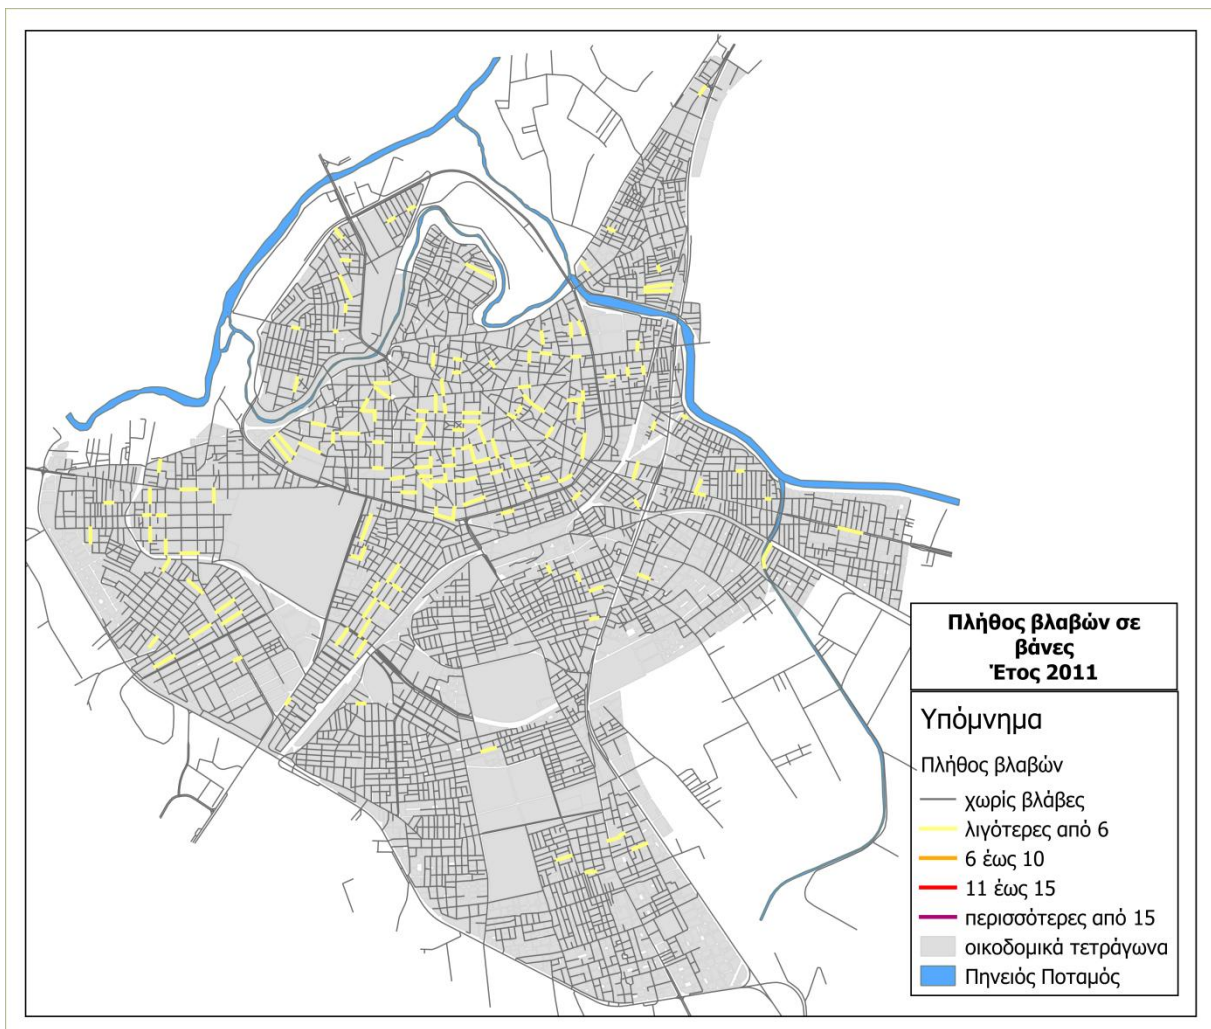 Πλήθος βλαβών σε
βάνες
Έτος 2011
Υπόμνημα
Πλήθος βλαβών
χωρίς βλάβες
λιγότερες από 6
6 έως 10
11 έως 15
περισσότερες από 15
οικοδομικά τετράγωνα
Πηνειός Ποταμός